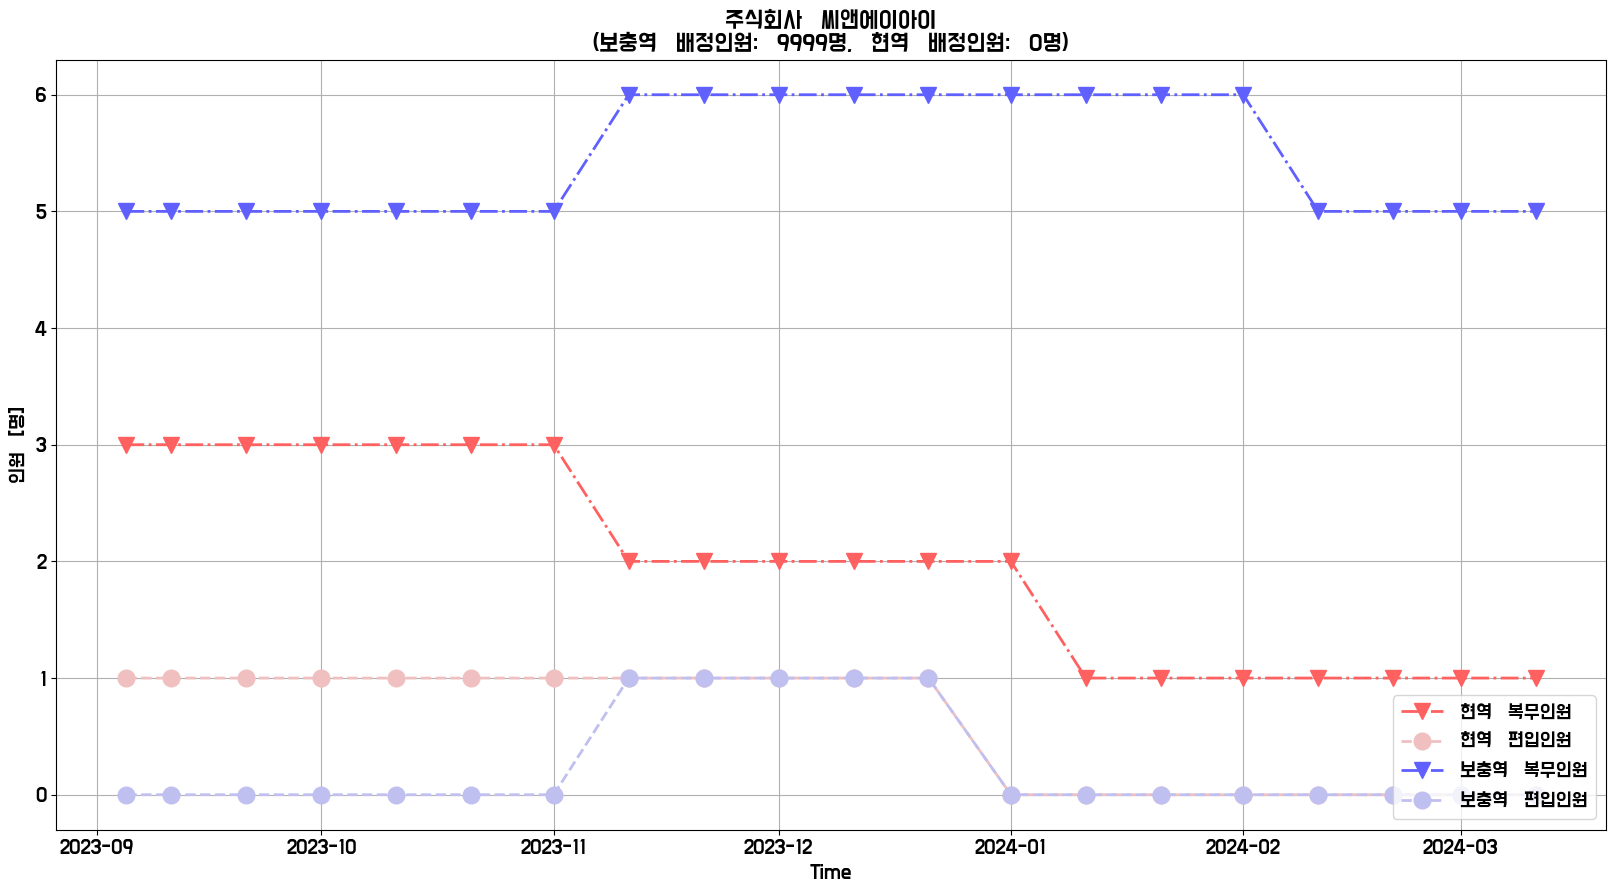 주식회사 씨앤에이아이
(보충역 배정인원: 9999명, 현역 배정인원: 0명)
6
5
4
3
2
1
0
인원 [명]
2023-09 2023-10 2023-11 2023-12 2024-01 2024-02 2024-03
Time
현역 복무인원
현역 편입인원
보충역 복무인원
보충역 편입인원